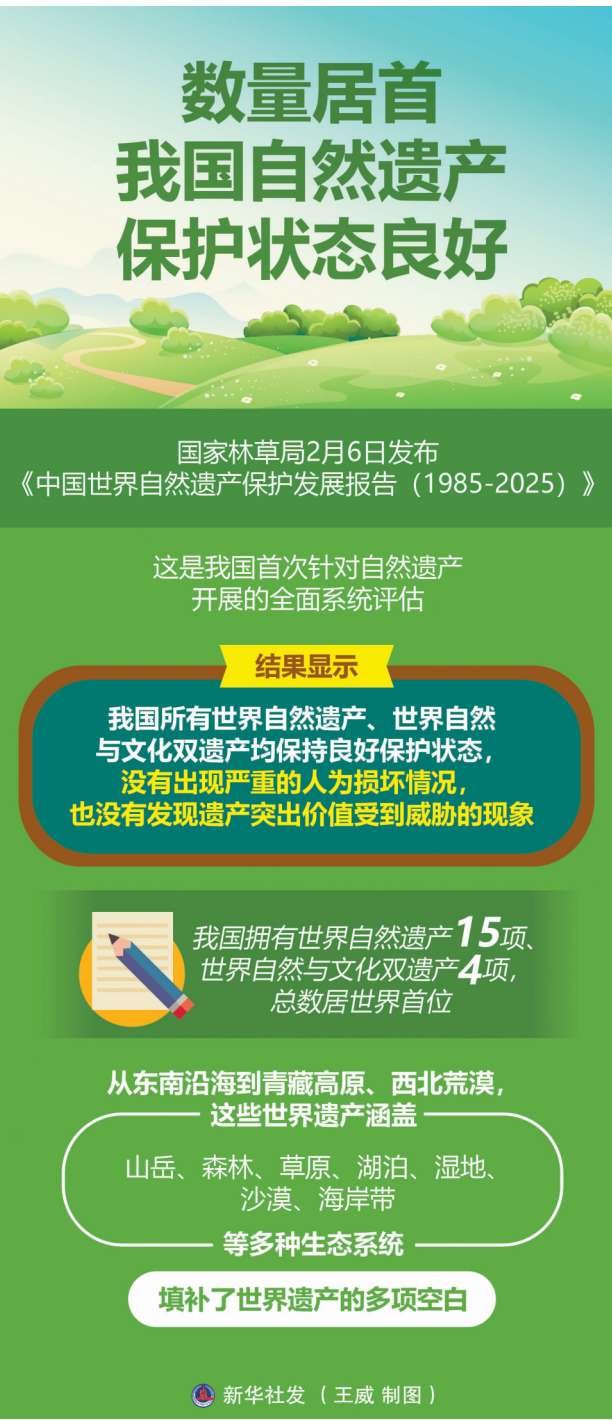 数量居首
我国自然遗产
保护状态良好
国家林草局2月6日发布
《中国世界自然遗产保护发展报告（1985-2025）》
这是我国首次针对自然遗产
开展的全面系统评估
结果显示
我国所有世界自然遗产、世界自然
与文化双遗产均保持良好保护状态，
没有出现严重的人为损坏情况，
也没有发现遗产突出价值受到威胁的现象
我国拥有世界自然遗产15项、
世界自然与文化双遗产4项，
总数居世界首位
从东南沿海到青藏高原、西北荒漠，
这些世界遗产涵盖
山岳、森林、草原、湖泊、湿地、
沙漠、海岸带
等多种生态系统
填补了世界遗产的多项空白
新华社发（王威 制图）